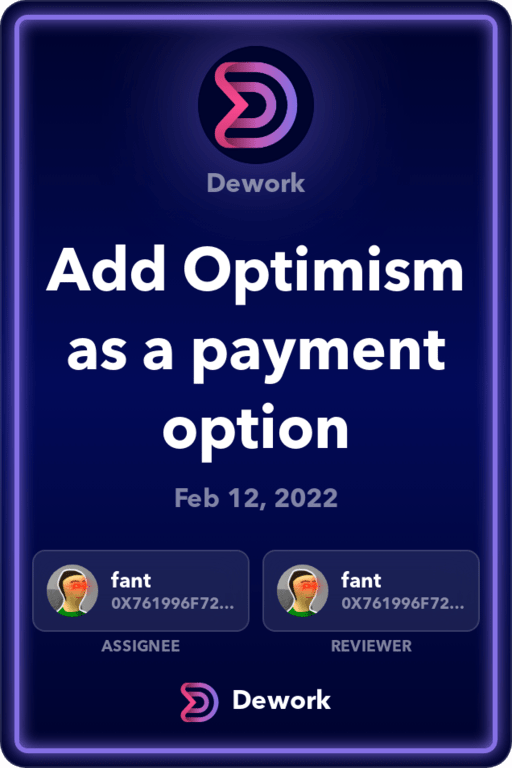 Dework
Add Optimism
as a payment
option
Feb 12, 2022
fant
0X761996F72...
ASSIGNEE
fant
0X761996F72...
REVIEWER
Dework